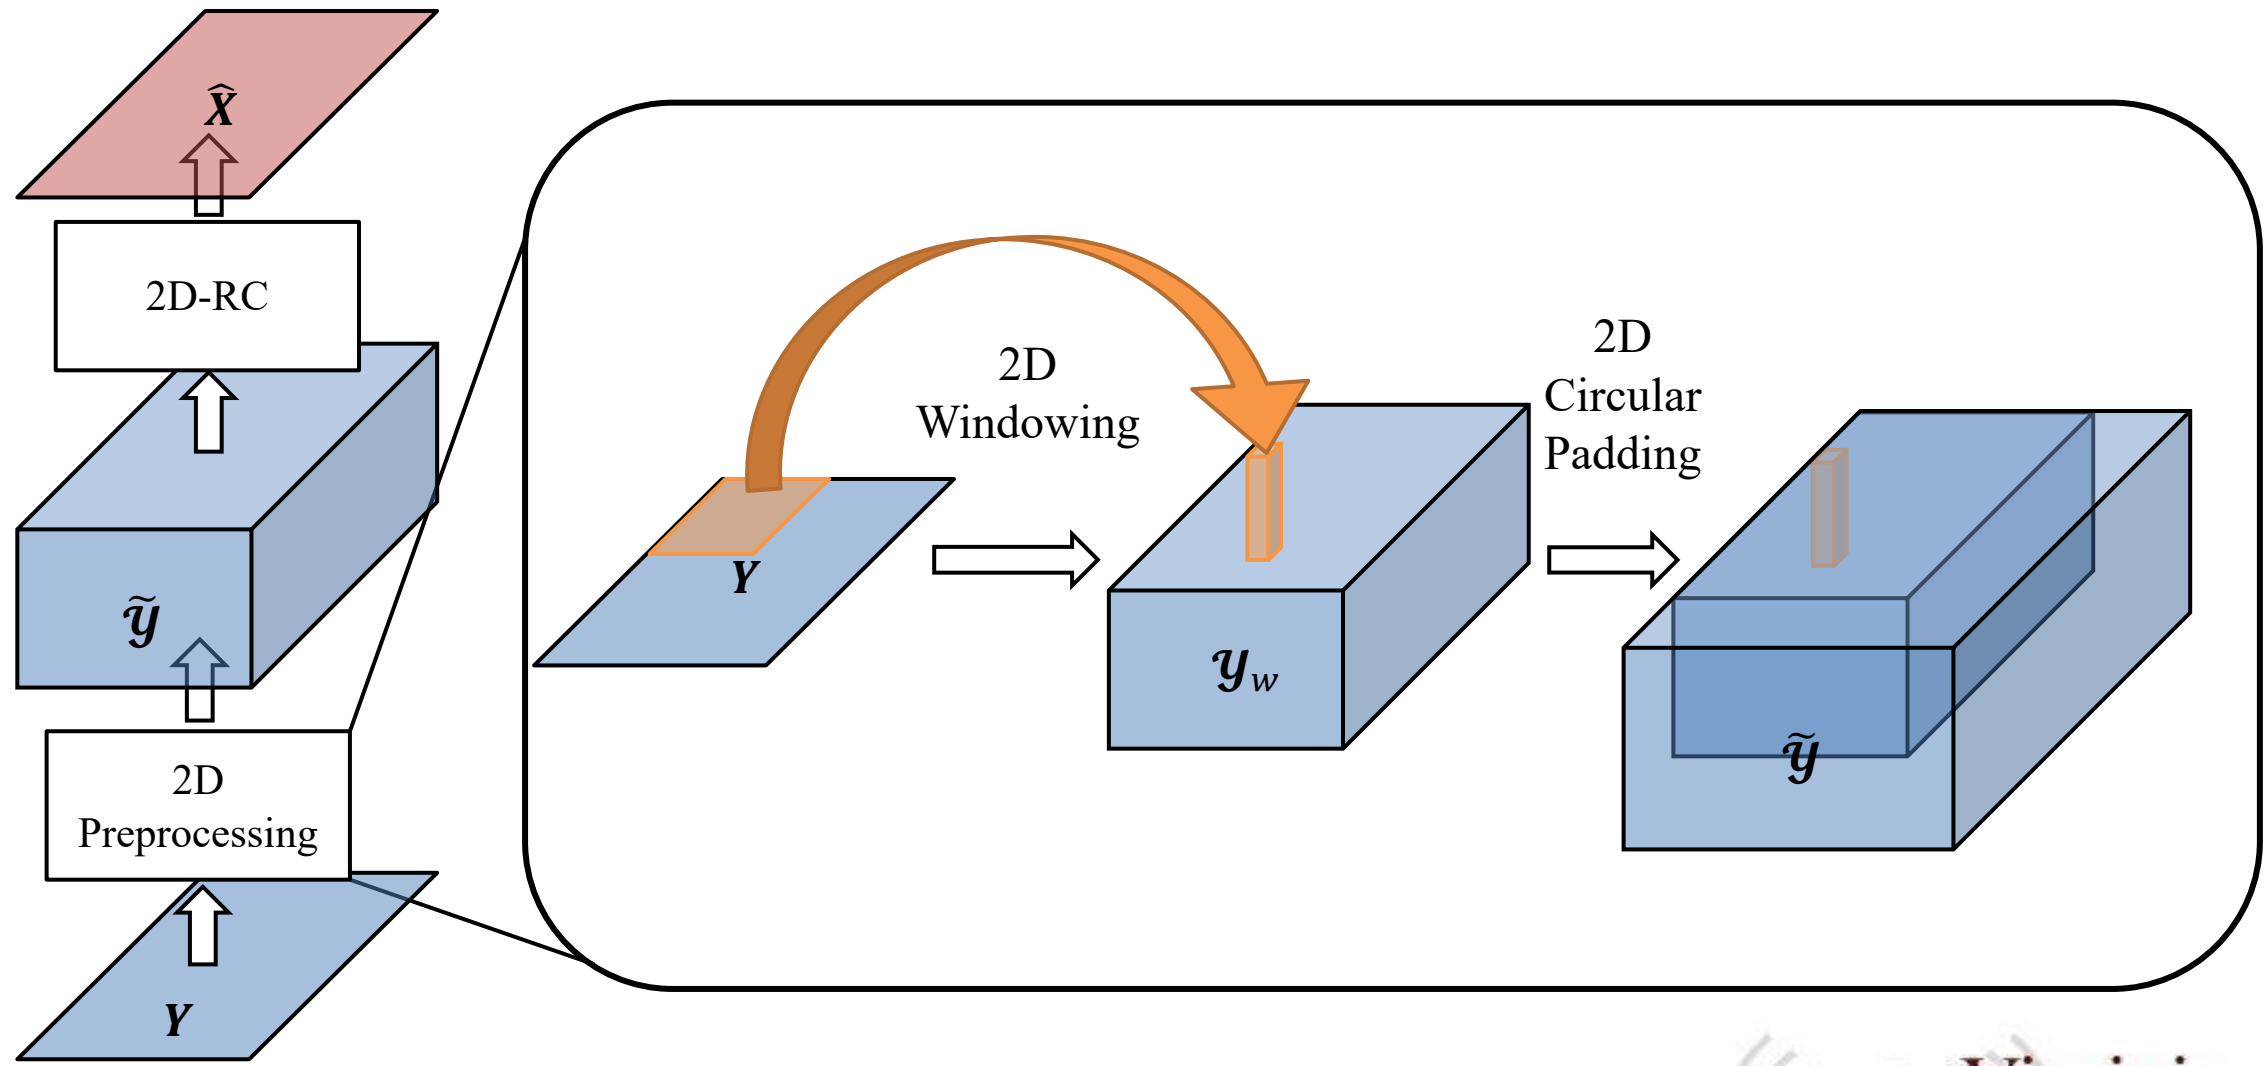 X̂
2D-RC
𝓨̃
2D
Preprocessing
Y
2D
Windowing
Y
𝓨w
2D
Circular
Padding
𝓨̃